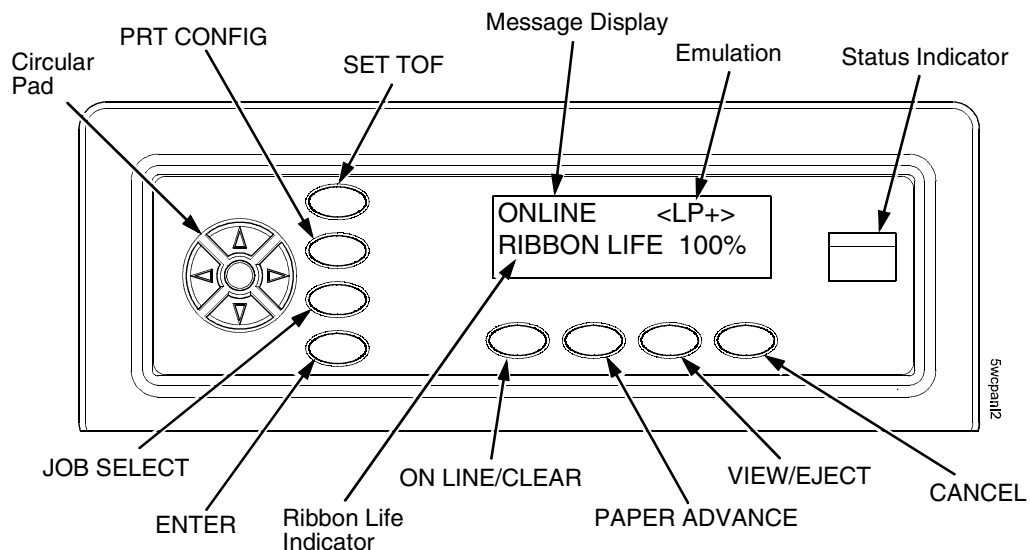 Message Display
PRT CONFIG
Emulation
Circular
Pad
SET TOF
Status Indicator
ONLINE <LP+>
RIBBON LIFE 100%
5wcpanl2
JOB SELECT
ON LINE/CLEAR
VIEW/EJECT
CANCEL
ENTER
Ribbon Life
Indicator
PAPER ADVANCE